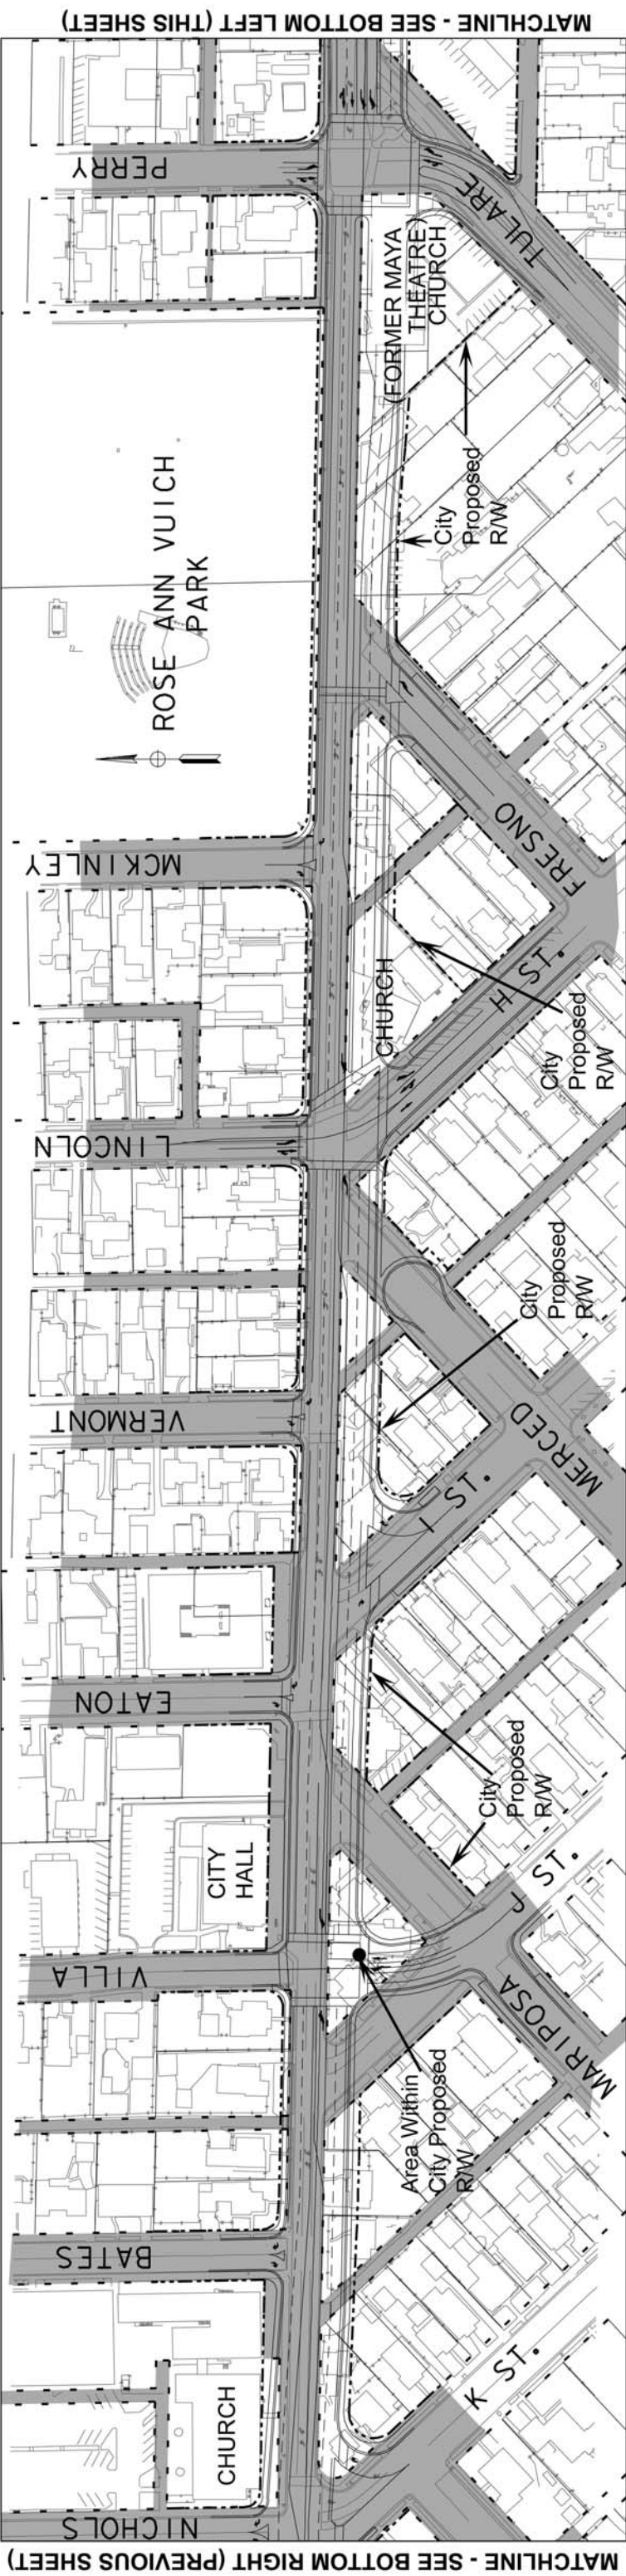 MATCHLINE - SEE BOTTOM LEFT (THIS SHEET)
PERRY
TULARE
(FORMER MAYA
THEATRE)
CHURCH
City
Proposed
R/W
ROSE ANN VUICH
PARK
MCKINLEY
FRESNO
H ST.
CHURCH
City
Proposed
R/W
LINCOLN
City
Proposed
R/W
VERMONT
MERCED
I ST.
EATON
City
Proposed
R/W
CITY
HALL
VILLA
MARIPOSA
Area Within
City Proposed
R/W
BATES
K ST.
CHURCH
NICHOLS
MATCHLINE - SEE BOTTOM RIGHT (PREVIOUS SHEET)